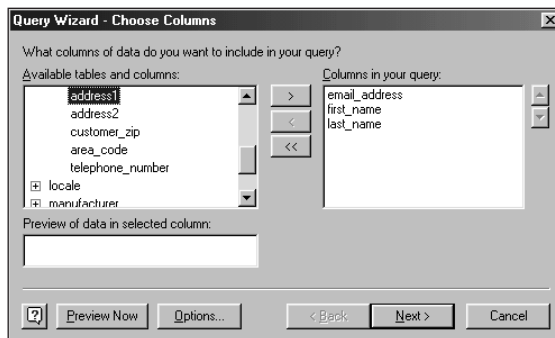 Query Wizard - Choose Columns
What columns of data do you want to include in your query?
Available tables and columns:
address1
address2
customer_zip
area_code
telephone_number
locale
manufacturer
>
<
<<
Columns in your query:
email_address
first_name
last_name
Preview of data in selected column:
Preview Now
Options...
< Back
Next >
Cancel